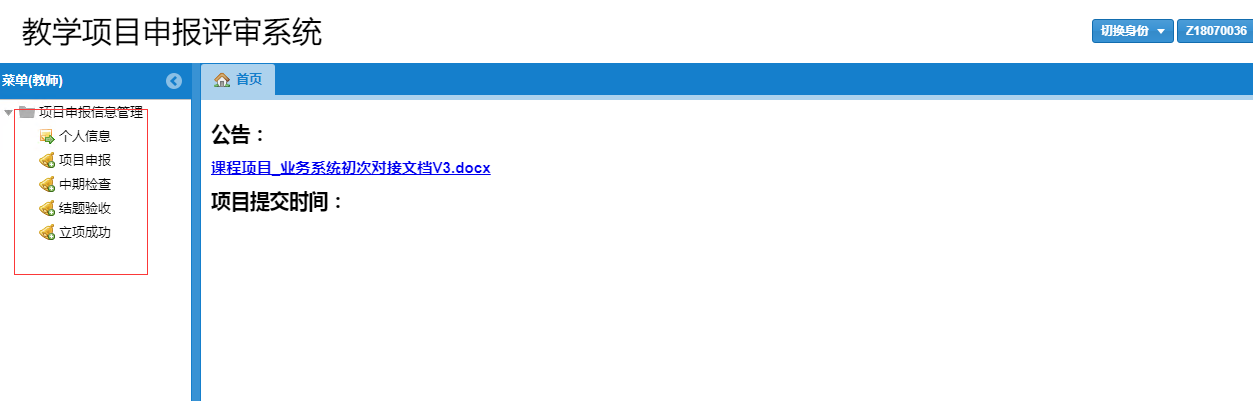 教学项目申报评审系统
切换身份
Z18070036
菜单(教师)
首页
项目申报信息管理
个人信息
项目申报
中期检查
结题验收
立项成功
公告：
课程项目_业务系统初次对接文档V3.docx
项目提交时间：